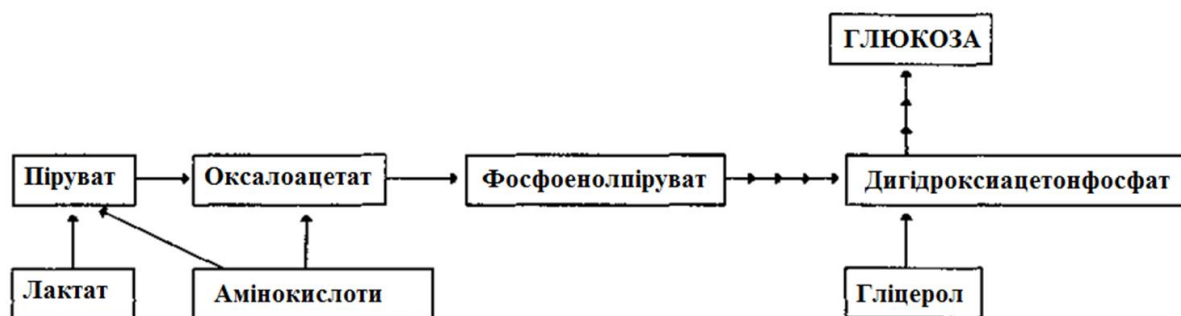 ГЛЮКОЗА
Піруват
Оксалоацетат
Фосфоенолпіруват
Дигідроксиацетонфосфат
Лактат
Амінокислоти
Гліцерол